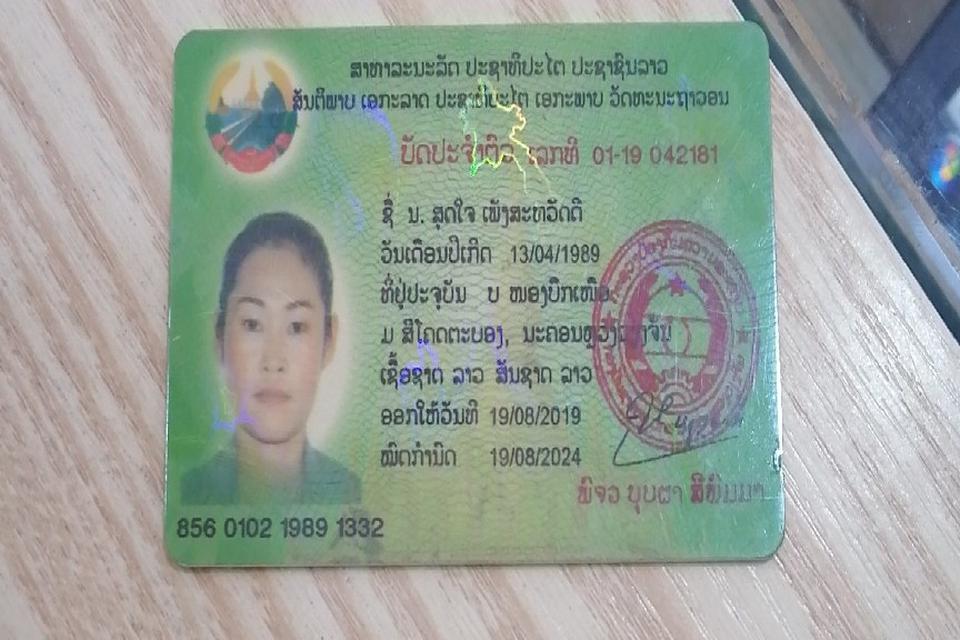 ສາທາລະນະລັດ ປະຊາທິປະໄຕ ປະຊາຊົນລາວ
ສັນຕິພາບ ເອກະລາດ ປະຊາທິປະໄຕ ເອກະພາບ ວັດທະນະຖາວອນ
ບັດປະຈຳຕົວ ເລກທີ 01-19 042181
ຊື່ ນ. ສຸດໃຈ ເພັງສະຫວັດດີ
ວັນເດືອນປີເກີດ 13/04/1989
ທີ່ຢູ່ປະຈຸບັນ ບ ໜອງບຶກເໜືອ
ມ ສີໂຄດຕະບອງ, ນະຄອນຫຼວງວຽງຈັນ
ເຊື້ອຊາດ ລາວ ສັນຊາດ ລາວ
ອອກໃຫ້ວັນທີ 19/08/2019
ໝົດກຳນົດ 19/08/2024
ພົຈວ ບຸບຜາ ສີພິມມາ
856 0102 1989 1332